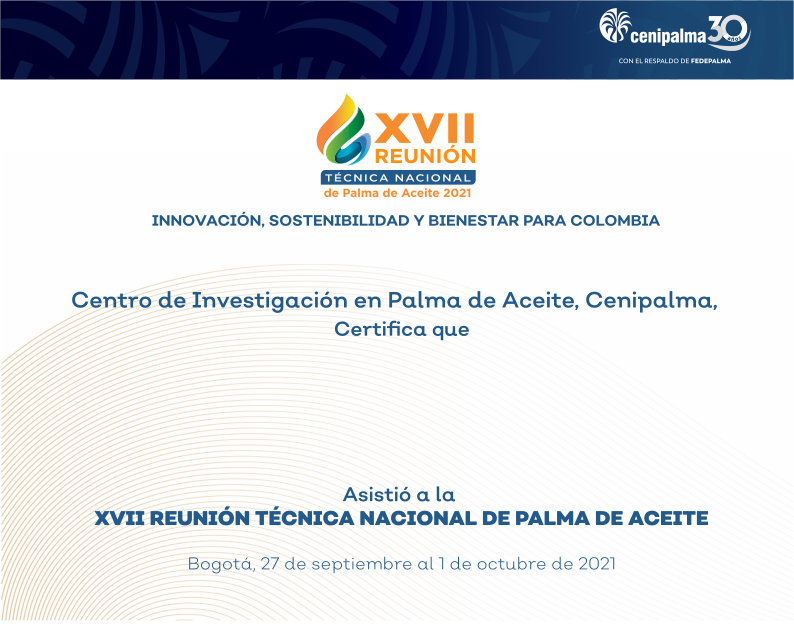 cenipalma 30 años
CON EL RESPALDO DE FEDEPALMA
XVII
REUNIÓN
TÉCNICA NACIONAL
de Palma de Aceite 2021
INNOVACIÓN, SOSTENIBILIDAD Y BIENESTAR PARA COLOMBIA
Centro de Investigación en Palma de Aceite, Cenipalma,
Certifica que
Asistió a la
XVII REUNIÓN TÉCNICA NACIONAL DE PALMA DE ACEITE
Bogotá, 27 de septiembre al 1 de octubre de 2021